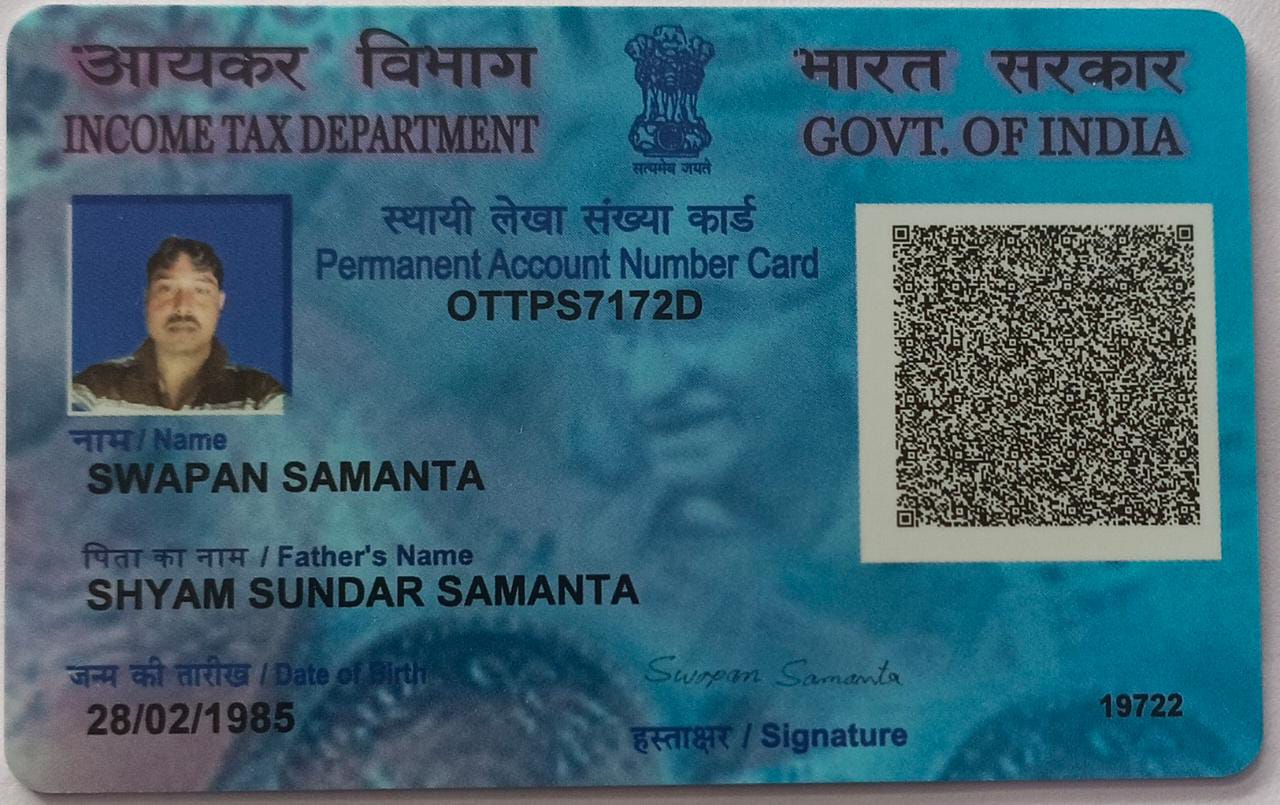 आयकर विभाग
INCOME TAX DEPARTMENT
भारत सरकार
GOVT. OF INDIA
सत्यमेव जयते
स्थायी लेखा संख्या कार्ड
Permanent Account Number Card
OTTPS7172D
नाम / Name
SWAPAN SAMANTA
पिता का नाम / Father's Name
SHYAM SUNDAR SAMANTA
जन्म की तारीख / Date of Birth
28/02/1985
Swapan Samanta
हस्ताक्षर / Signature
19722